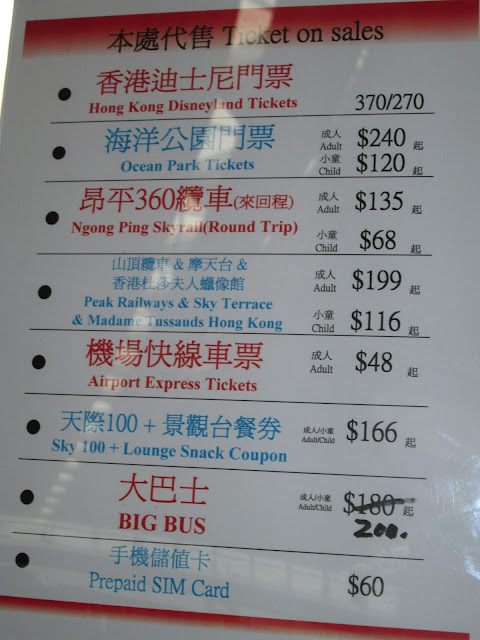 本處代售 Ticket on sales
香港迪士尼門票
Hong Kong Disneyland Tickets 370/270
海洋公園門票 成人 Adult $240 起
Ocean Park Tickets 小童 Child $120 起
昂平360纜車(來回程) 成人 Adult $135 起
Ngong Ping Skyrail(Round Trip) 小童 Child $68 起
山頂纜車 & 摩天台 &
香港杜莎夫人蠟像館 成人 Adult $199 起
Peak Railways & Sky Terrace
& Madame Tussauds Hong Kong 小童 Child $116 起
機場快線車票 成人 Adult $48 起
Airport Express Tickets
天際100 + 景觀台餐券 成人/小童 Adult/Child $166 起
Sky 100 + Lounge Snack Coupon
大巴士 成人/小童 Adult/Child $180 起
BIG BUS 200.
手機儲值卡
Prepaid SIM Card $60